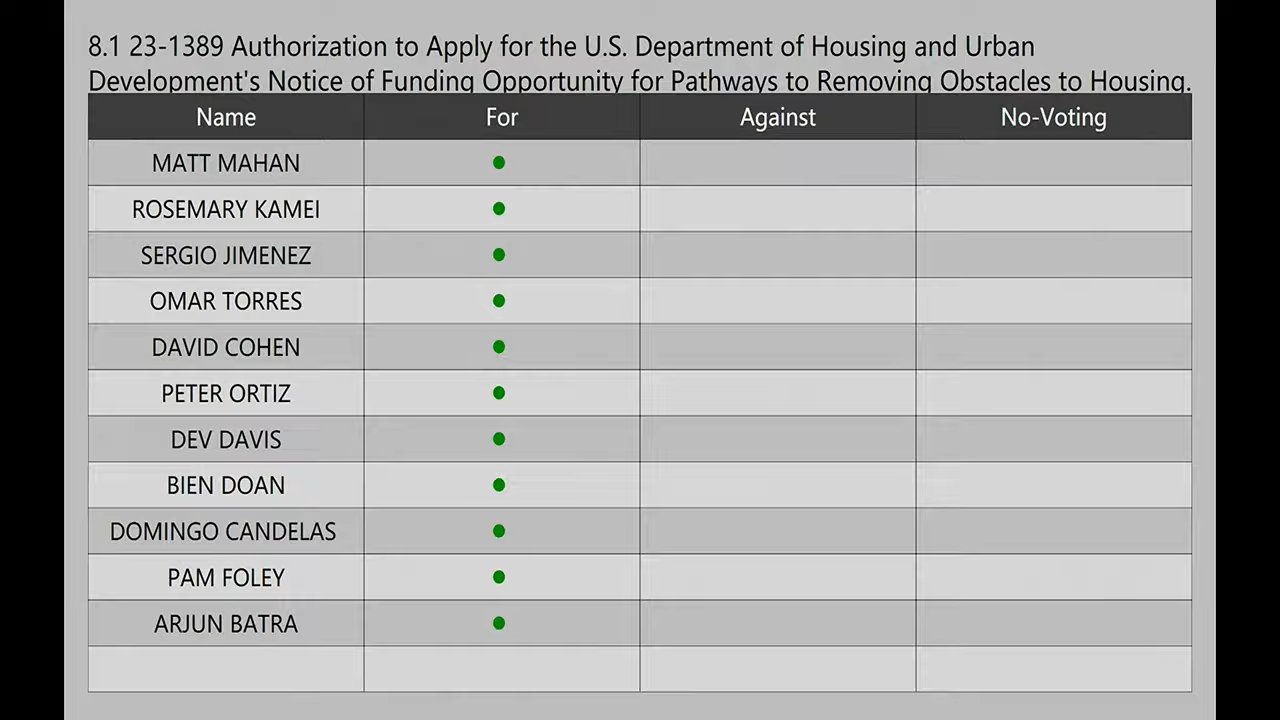 8.1 23-1389 Authorization to Apply for the U.S. Department of Housing and Urban
Development's Notice of Funding Opportunity for Pathways to Removing Obstacles to Housing.
Name For Against No-Voting
MATT MAHAN
ROSEMARY KAMEI
SERGIO JIMENEZ
OMAR TORRES
DAVID COHEN
PETER ORTIZ
DEV DAVIS
BIEN DOAN
DOMINGO CANDELAS
PAM FOLEY
ARJUN BATRA